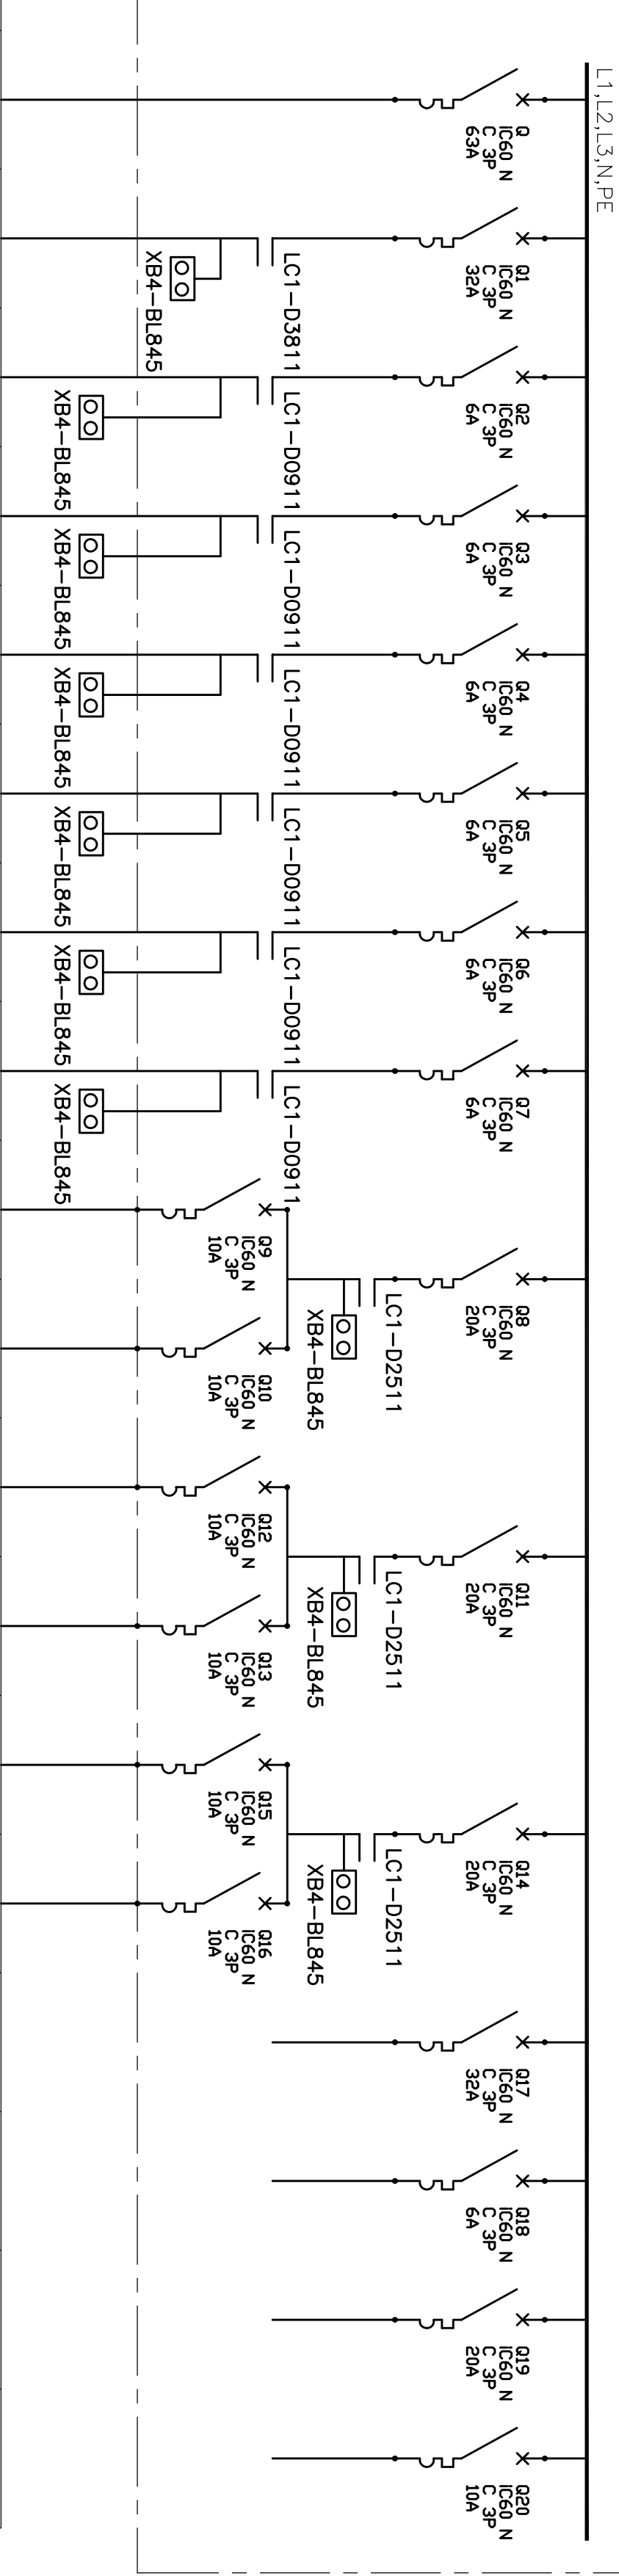 L1,L2,L3,N,PE
Q
IC60 N
C 3P
63A
Q1
IC60 N
C 3P
32A
LC1-D3811
XB4-BL845
Q2
IC60 N
C 3P
6A
LC1-D0911
XB4-BL845
Q3
IC60 N
C 3P
6A
LC1-D0911
XB4-BL845
Q4
IC60 N
C 3P
6A
LC1-D0911
XB4-BL845
Q5
IC60 N
C 3P
6A
LC1-D0911
XB4-BL845
Q6
IC60 N
C 3P
6A
LC1-D0911
XB4-BL845
Q7
IC60 N
C 3P
6A
LC1-D0911
XB4-BL845
Q8
IC60 N
C 3P
20A
LC1-D2511
XB4-BL845
Q9
IC60 N
C 3P
10A
Q10
IC60 N
C 3P
10A
Q11
IC60 N
C 3P
20A
LC1-D2511
XB4-BL845
Q12
IC60 N
C 3P
10A
Q13
IC60 N
C 3P
10A
Q14
IC60 N
C 3P
20A
LC1-D2511
XB4-BL845
Q15
IC60 N
C 3P
10A
Q16
IC60 N
C 3P
10A
Q17
IC60 N
C 3P
32A
Q18
IC60 N
C 3P
6A
Q19
IC60 N
C 3P
20A
Q20
IC60 N
C 3P
10A